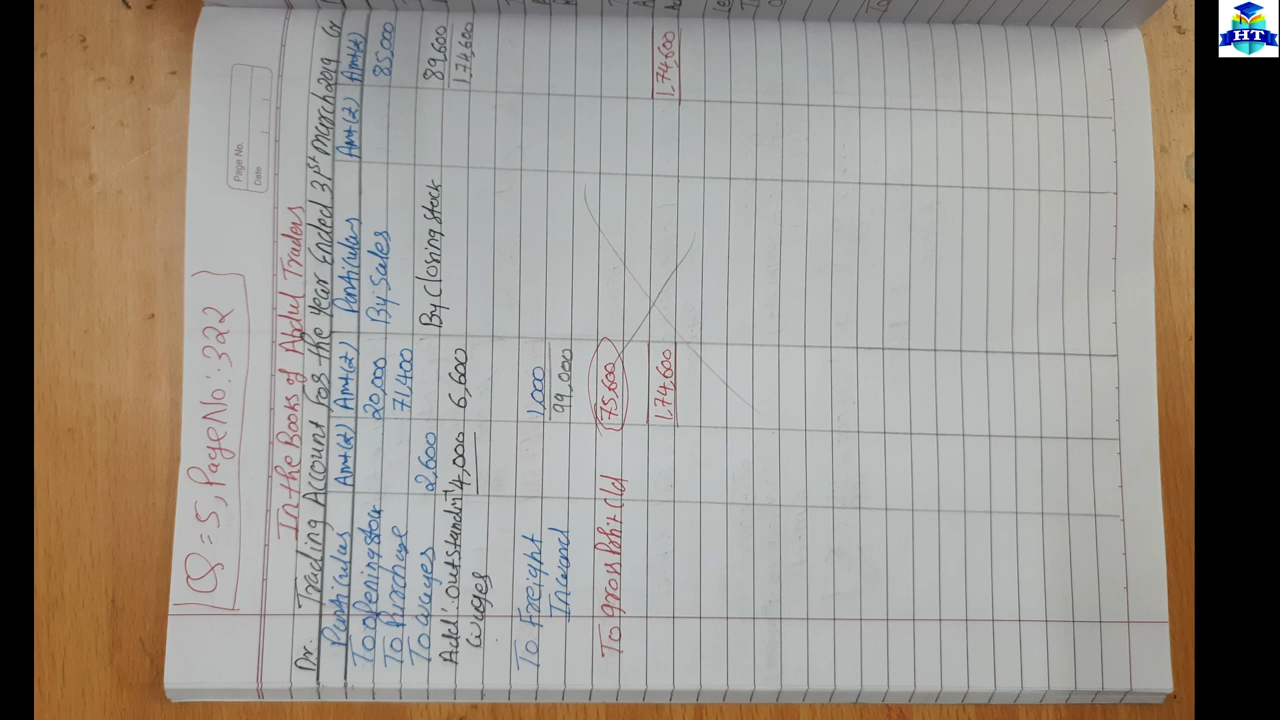 Page No.
Date
Q = 5, Page No: 322
In the Books of Abdul Traders
Dr. Trading Account for the Year Ended 31st March 2019 Cr
Particulars Amt(₹) Amt(₹) Particulars Amt(₹) Amt(₹)
To opening stock 20,000 By Sales 85,000
To Purchase 71,400
To wages 2,600 By Closing stock 89,600
Add: outstanding 4,000 6,600 1,74,600
wages
To Freight 1,000
Inward 99,000
To gross Profit c/d 75,600
1,74,600 1,74,600
HT